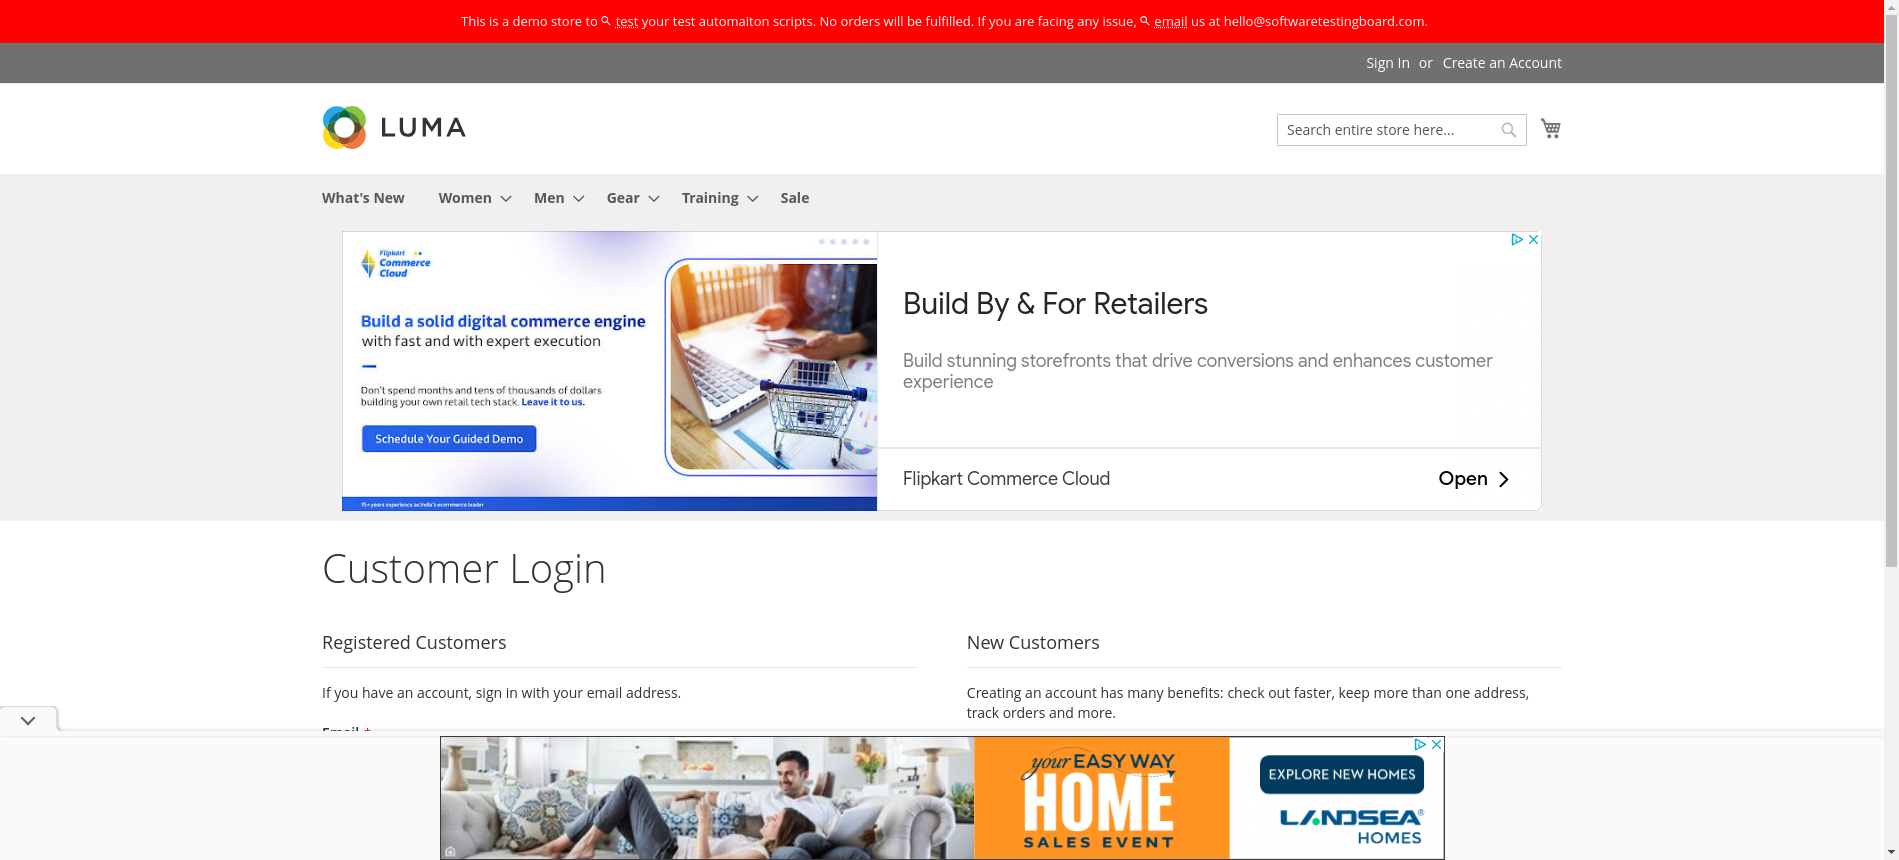 This is a demo store to test your test automaiton scripts. No orders will be fulfilled. If you are facing any issue, email us at hello@softwaretestingboard.com.
Sign In or Create an Account
LUMA
Search entire store here...
What's New Women Men Gear Training Sale
Flipkart
Commerce
Cloud
Build a solid digital commerce engine
with fast and with expert execution
Don't spend months and tens of thousands of dollars
building your own retail tech stack. Leave it to us.
Schedule Your Guided Demo
15+ years experience as India's ecommerce leader
Build By & For Retailers
Build stunning storefronts that drive conversions and enhances customer
experience
Flipkart Commerce Cloud
Open
Customer Login
Registered Customers
If you have an account, sign in with your email address.
Email *
New Customers
Creating an account has many benefits: check out faster, keep more than one address,
track orders and more.
your EASY WAY
HOME
SALES EVENT
EXPLORE NEW HOMES
LANDSEA®
HOMES